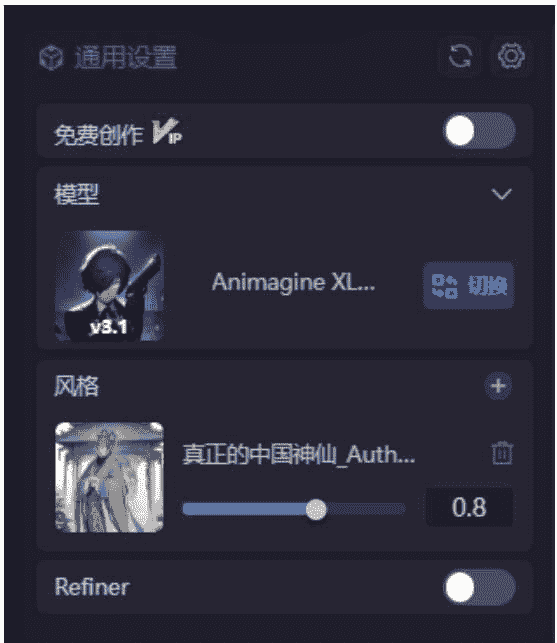 通用设置
免费创作 VIP
模型
v3.1
Animagine XL...
切换
风格
真正的中国神仙_Auth...
0.8
Refiner